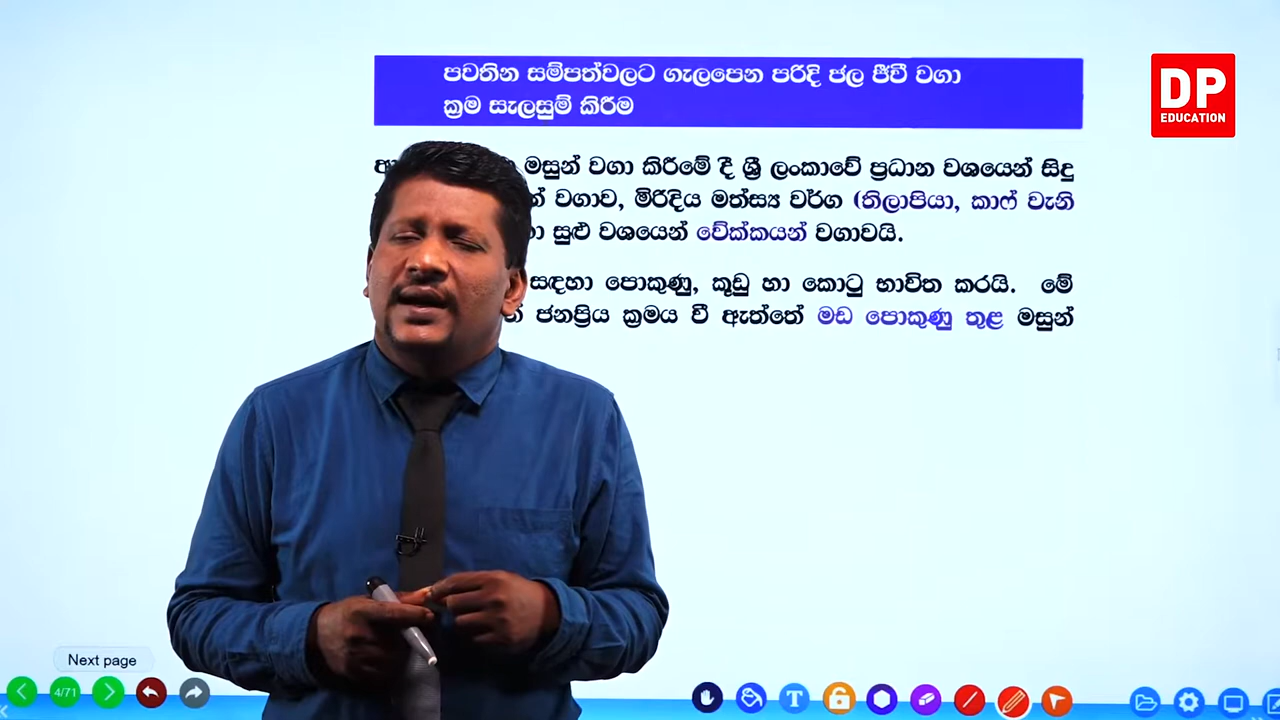 පවතින සම්පත්වලට ගැලපෙන පරිදි ජල ජීවී වගා
ක්‍රම සැලසුම් කිරීම
DP
EDUCATION
මසුන් වගා කිරීමේ දී ශ්‍රී ලංකාවේ ප්‍රධාන වශයෙන් සිදු
වගාව, මිරිදිය මත්ස්‍ය වර්ග (තිලාපියා, කාෆ් වැනි
සුළු වශයෙන් වේක්කයන් වගාවයි.
සඳහා පොකුණු, කූඩු හා කොටු භාවිත කරයි. මේ
ජනප්‍රිය ක්‍රමය වී ඇත්තේ මඩ පොකුණු තුළ මසුන්
Next page
4/71
T